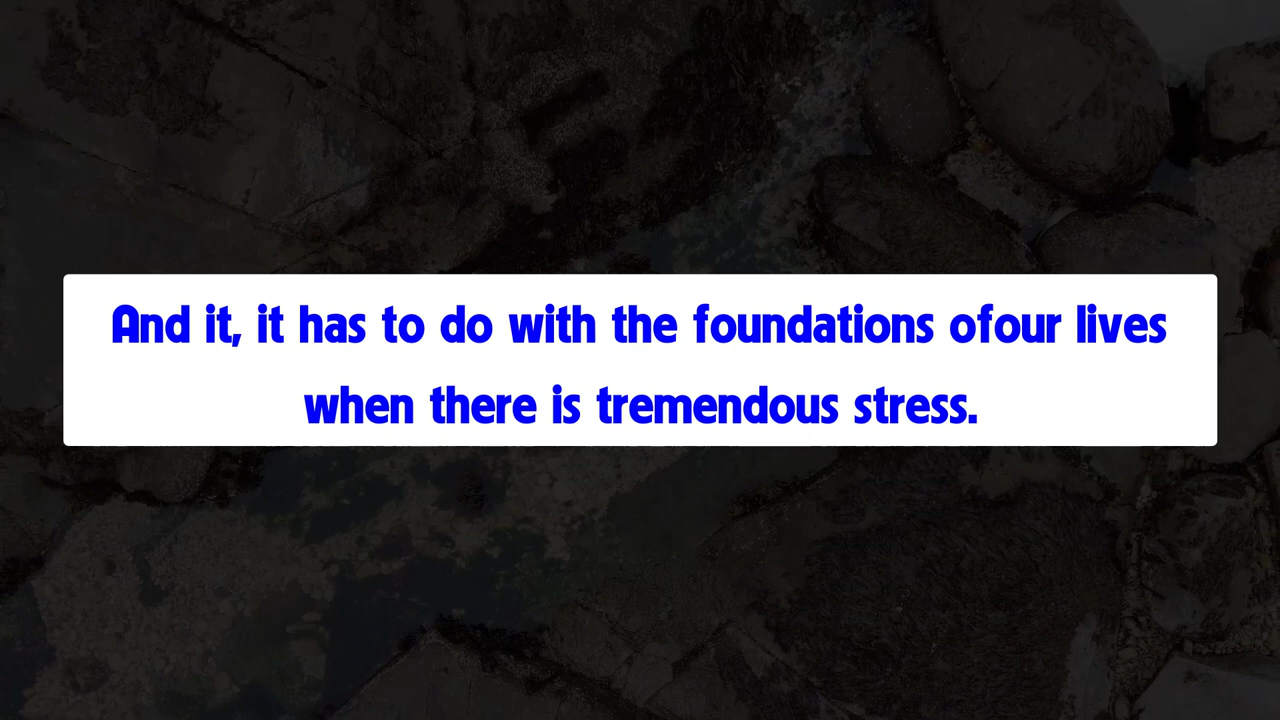 And it, it has to do with the foundations ofour lives
when there is tremendous stress.